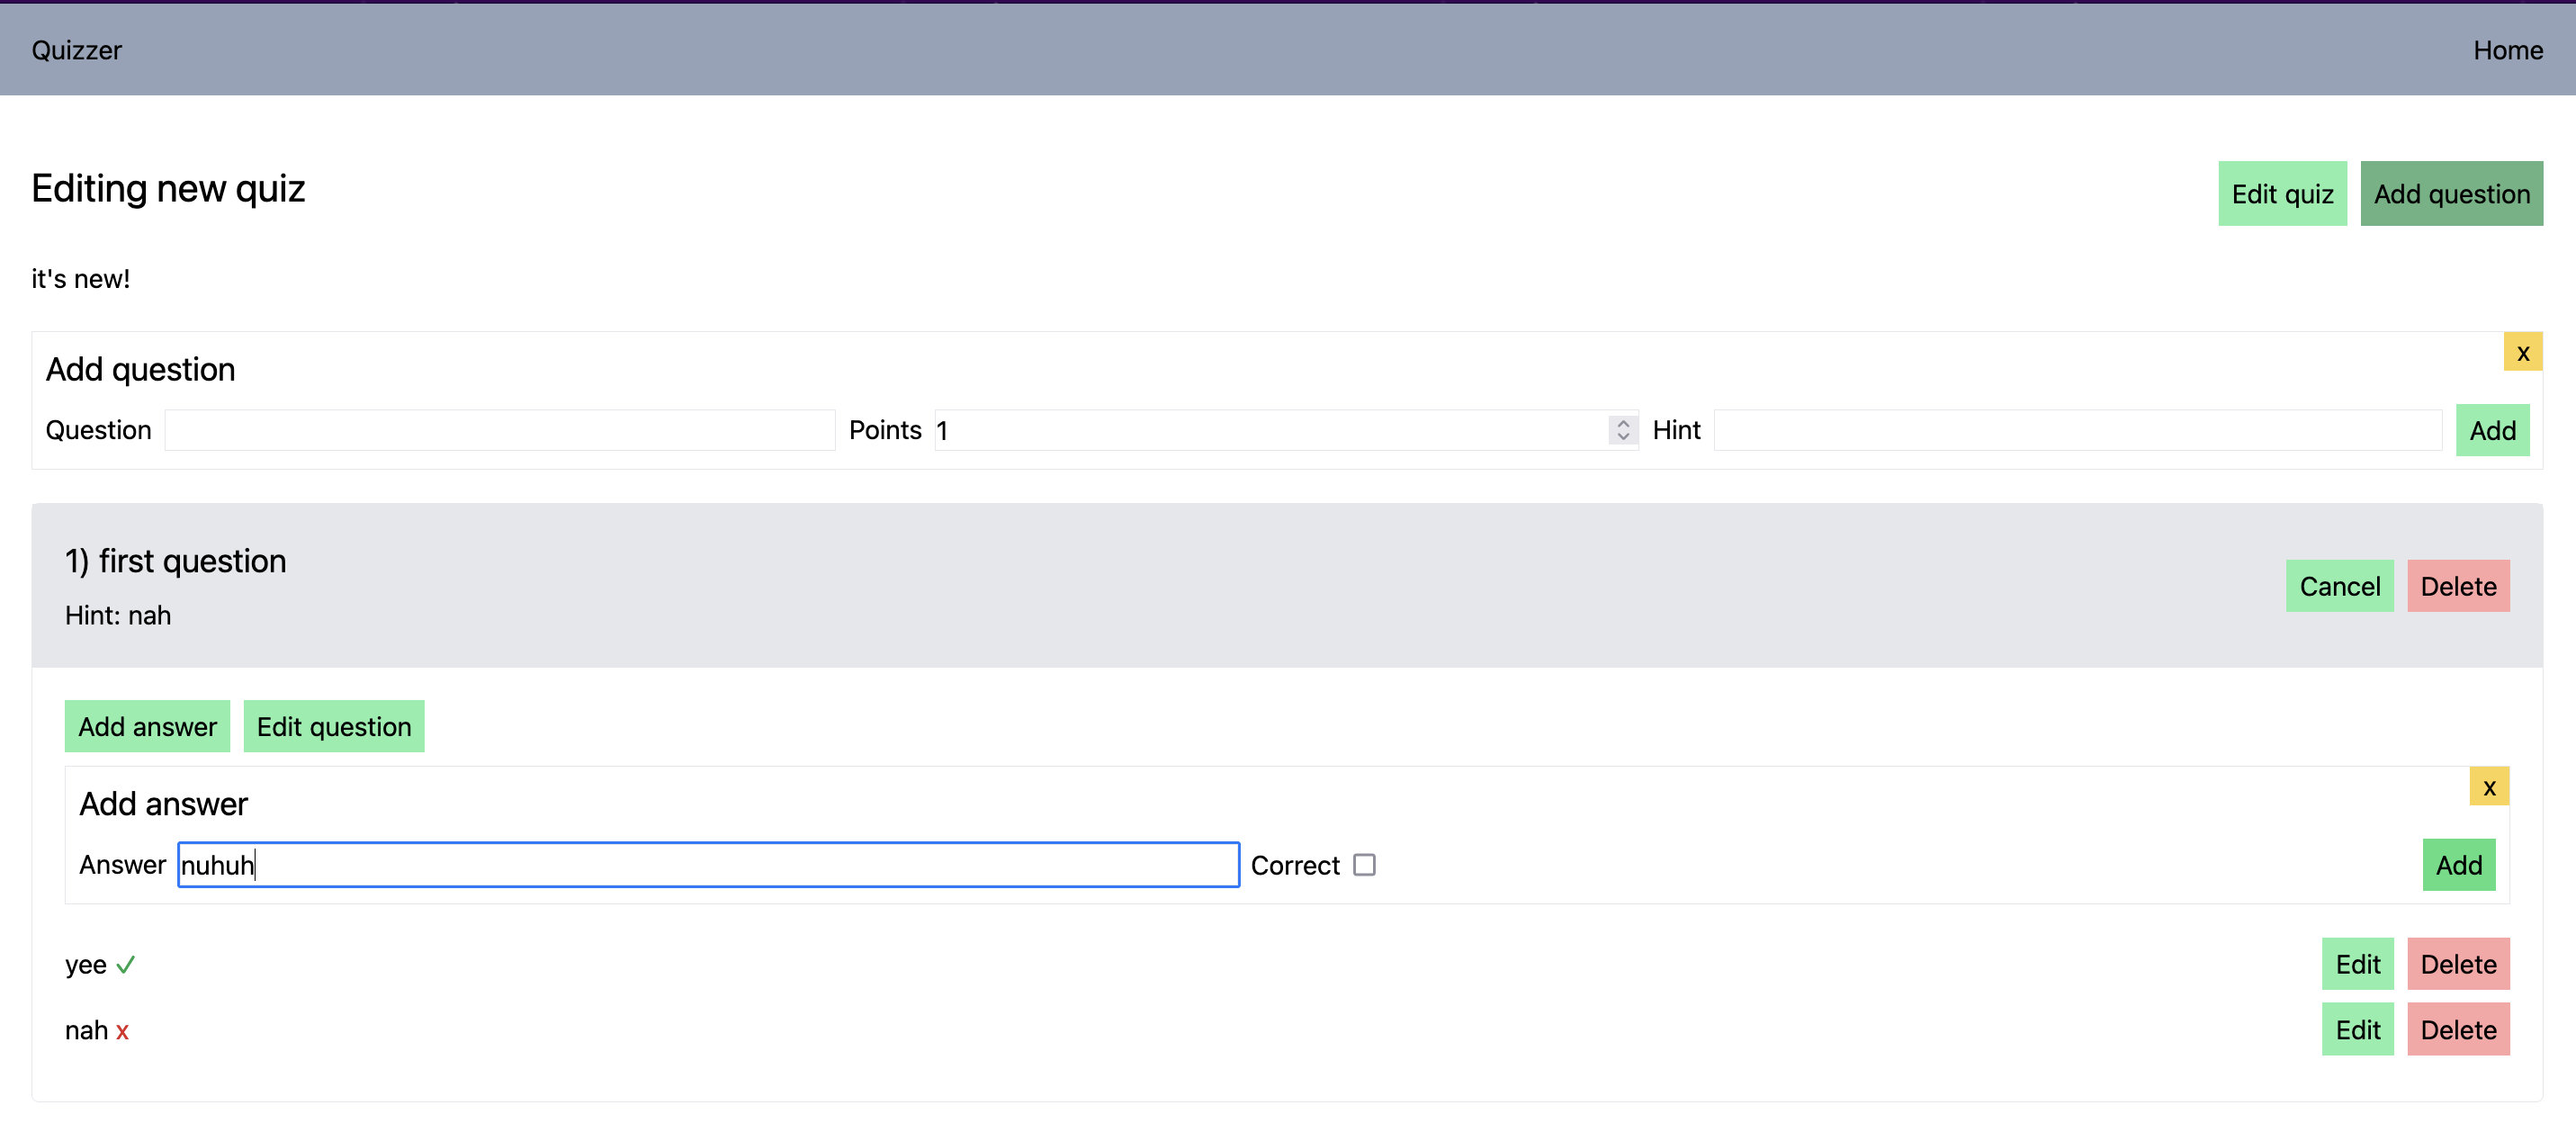 Quizzer Home
Editing new quiz Edit quiz Add question
it's new!
Add question x
Question Points 1 Hint Add
1) first question
Hint: nah
Cancel Delete
Add answer Edit question
Add answer x
Answer nuhuh Correct Add
yee ✓ Edit Delete
nah x Edit Delete